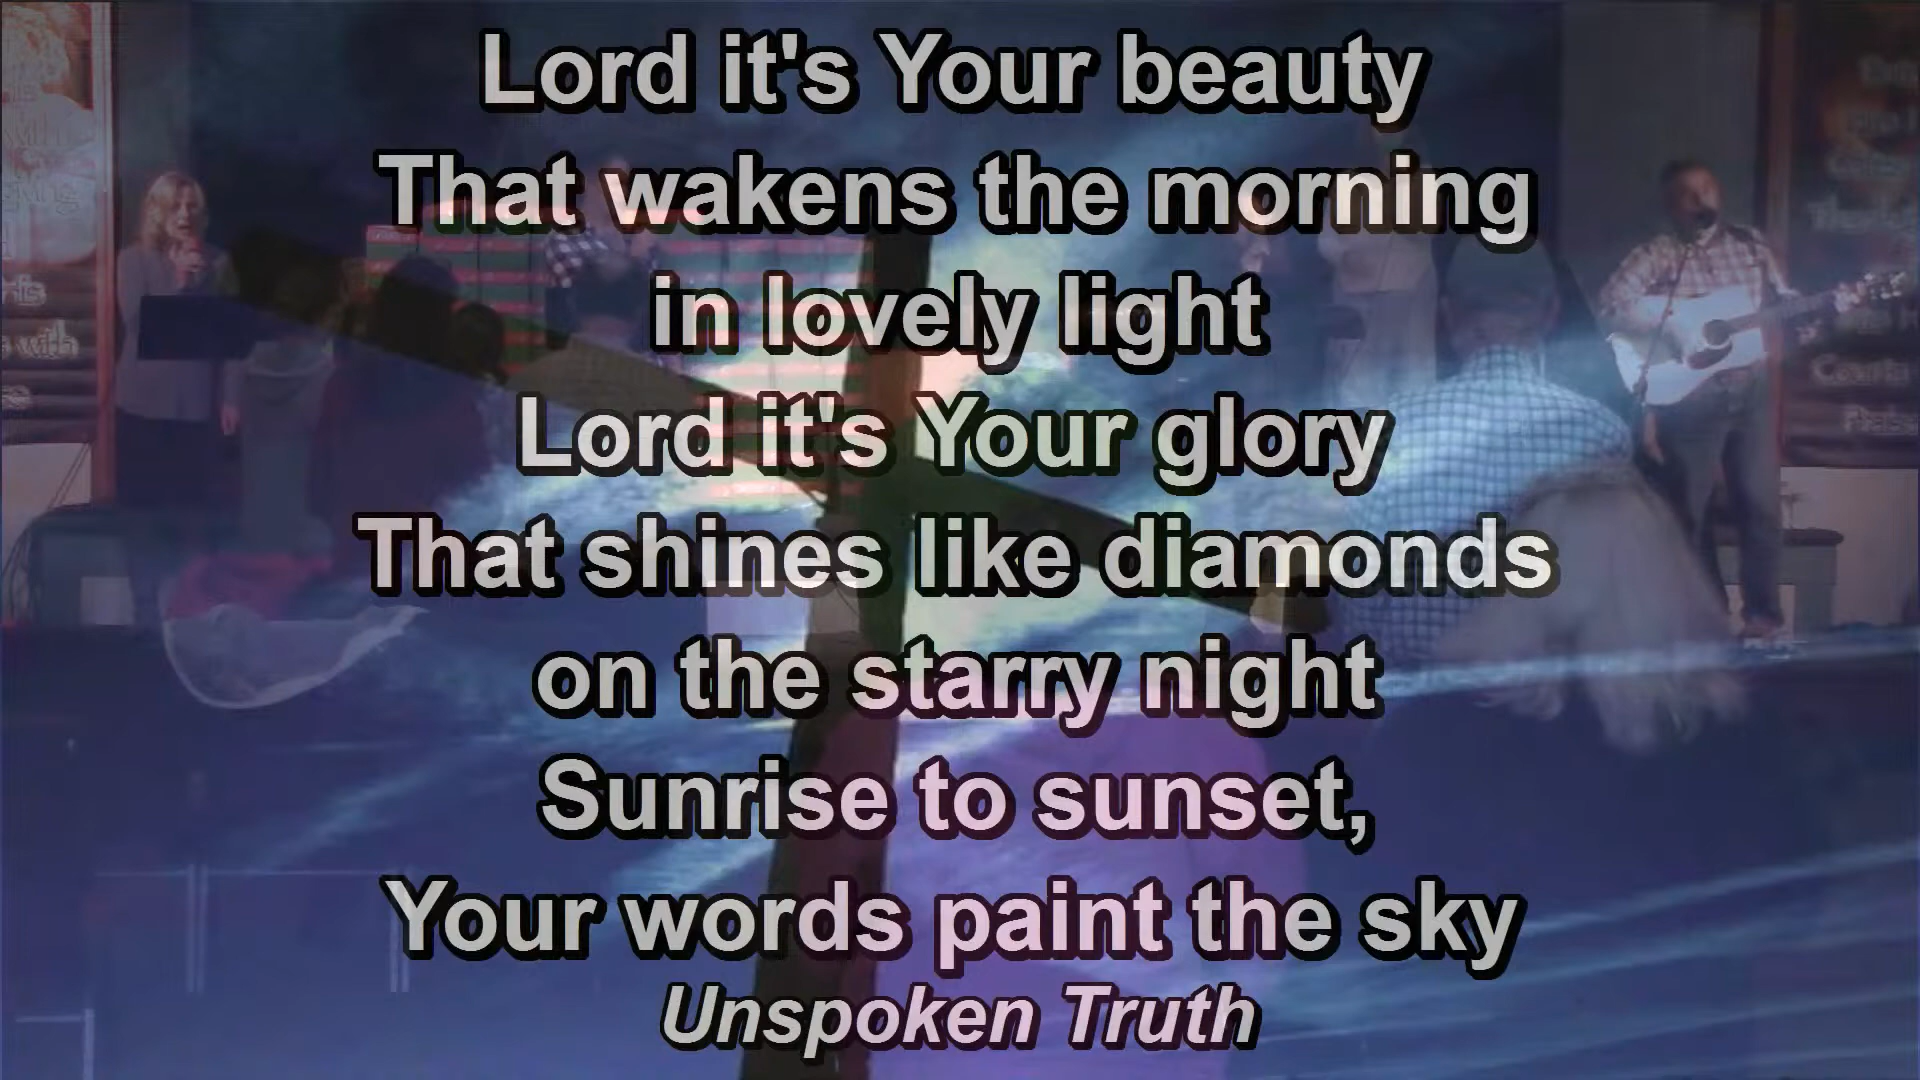 Lord it's Your beauty
That wakens the morning
in lovely light
Lord it's Your glory
That shines like diamonds
on the starry night
Sunrise to sunset,
Your words paint the sky
Unspoken Truth